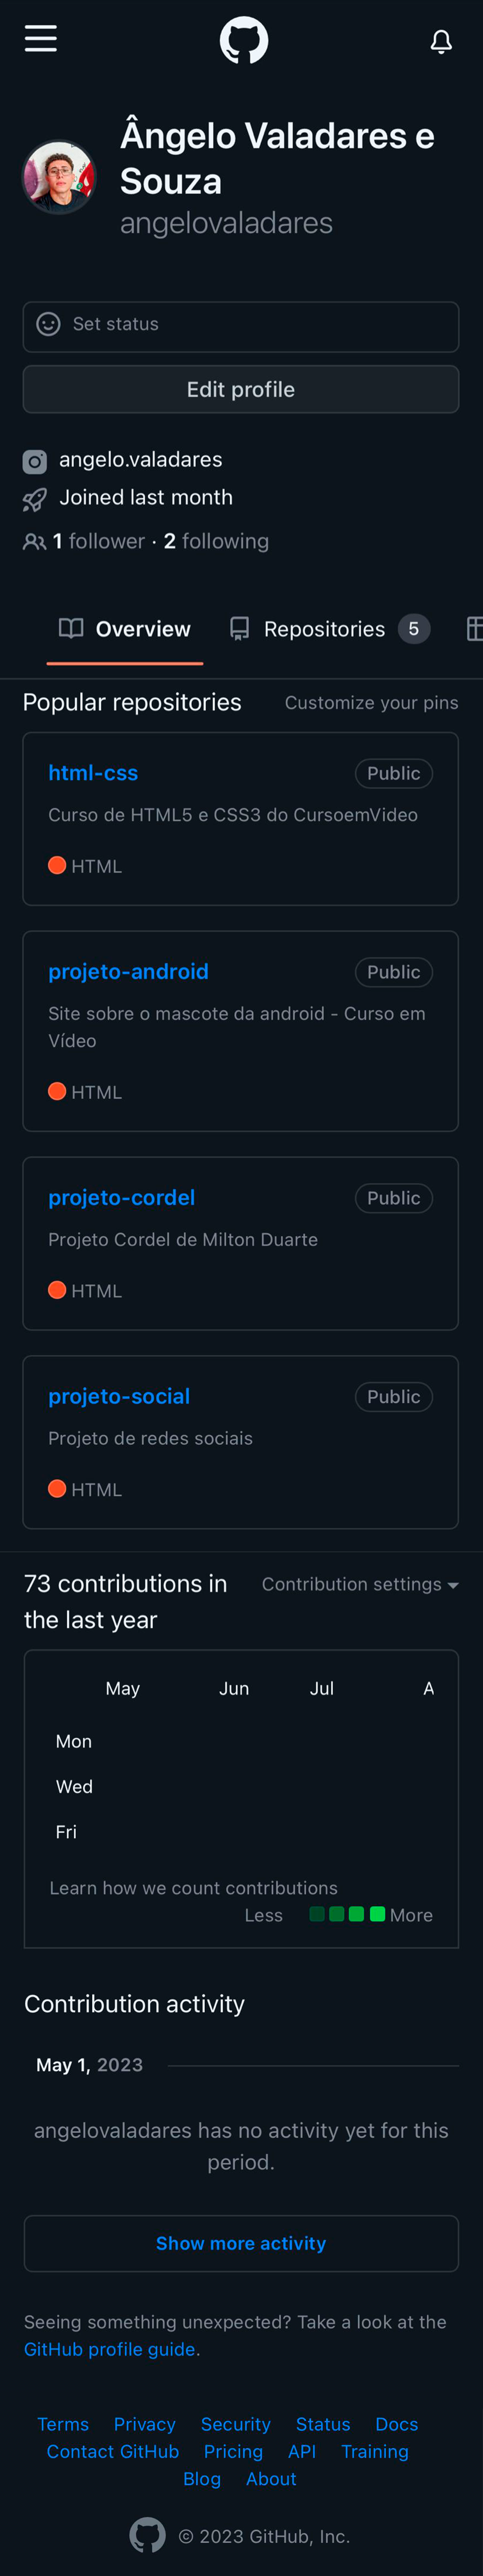 Ângelo Valadares e
Souza
angelovaladares
Set status
Edit profile
angelo.valadares
Joined last month
1 follower · 2 following
Overview Repositories 5
Popular repositories Customize your pins
html-css Public
Curso de HTML5 e CSS3 do CursoemVideo
HTML
projeto-android Public
Site sobre o mascote da android - Curso em
Vídeo
HTML
projeto-cordel Public
Projeto Cordel de Milton Duarte
HTML
projeto-social Public
Projeto de redes sociais
HTML
73 contributions in Contribution settings
the last year
May Jun Jul A
Mon
Wed
Fri
Learn how we count contributions
Less More
Contribution activity
May 1, 2023
angelovaladares has no activity yet for this
period.
Show more activity
Seeing something unexpected? Take a look at the
GitHub profile guide.
Terms Privacy Security Status Docs
Contact GitHub Pricing API Training
Blog About
© 2023 GitHub, Inc.